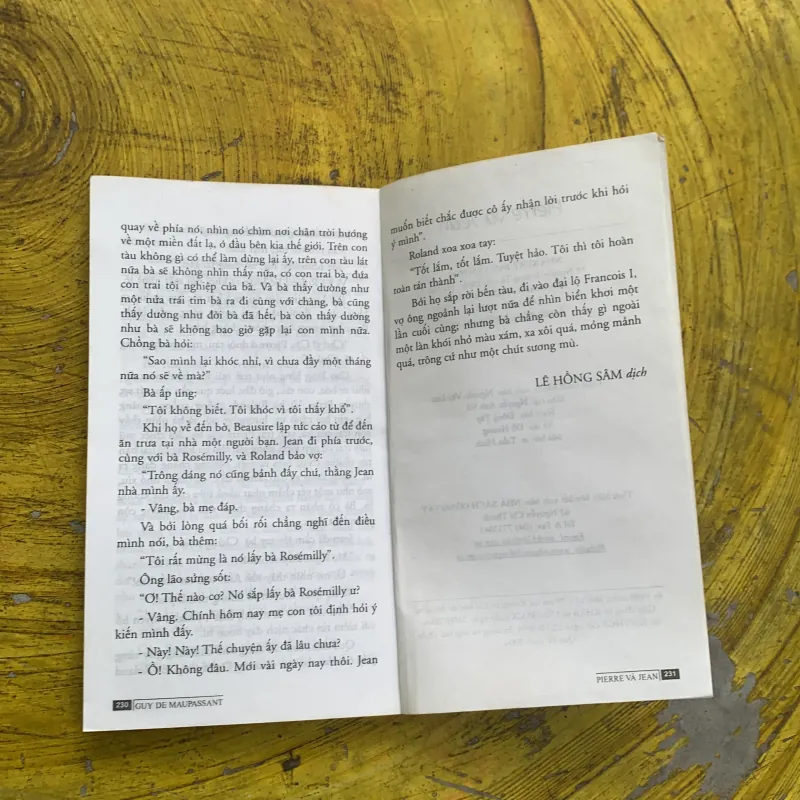 quay về phía nó, nhìn nó chìm nơi chân trời hướng
về một miền đất lạ, ở đầu bên kia thế giới. Trên con
tàu không gì có thể làm dừng lại ấy, trên con tàu lát
nữa bà sẽ không nhìn thấy nữa, có con trai bà, đứa
con trai tội nghiệp của bà. Và bà thấy dường như
một nửa trái tim bà ra đi cùng với chàng, bà cũng
thấy dường như đời bà đã hết, bà còn thấy dường
như bà sẽ không bao giờ gặp lại con mình nữa.
Chồng bà hỏi:
“Sao mình lại khóc nhỉ, vì chưa đầy một tháng
nữa nó sẽ về mà?”
Bà ấp úng:
“Tôi không biết. Tôi khóc vì tôi thấy khổ”.
Khi họ về đến bờ, Beausire lập tức cáo từ để đến
ăn trưa tại nhà một người bạn. Jean đi phía trước,
cùng với bà Rosémilly, và Roland bảo vợ:
“Trông dáng nó cũng bảnh đấy chứ, thằng Jean
nhà mình ấy.
- Vâng, bà mẹ đáp.
Và bởi lòng quá bối rối chẳng nghĩ đến điều
mình nói, bà thêm:
“Tôi rất mừng là nó lấy bà Rosémilly”.
Ông lão sửng sốt:
“Ơ! Thế nào cơ? Nó sắp lấy bà Rosémilly ư?
- Vâng. Chính hôm nay mẹ con tôi định hỏi ý
kiến mình đấy.
- Này! Này! Thế chuyện ấy đã lâu chưa?
- Ồ! Không đâu. Mới vài ngày nay thôi. Jean
230 GUY DE MAUPASSANT
muốn biết chắc được cô ấy nhận lời trước khi hỏi
ý mình”.
Roland xoa xoa tay:
“Tốt lắm, tốt lắm. Tuyệt hảo. Tôi thì tôi hoàn
toàn tán thành”.
Bởi họ sắp rời bến tàu, đi vào đại lộ Francois I,
vợ ông ngoảnh lại lượt nữa để nhìn biển khơi một
lần cuối cùng; nhưng bà chẳng còn thấy gì ngoài
một làn khói nhỏ màu xám, xa xôi quá, mỏng mảnh
quá, trông cứ như một chút sương mù.
LÊ HỒNG SÂM dịch
PIERRE VÀ JEAN 231